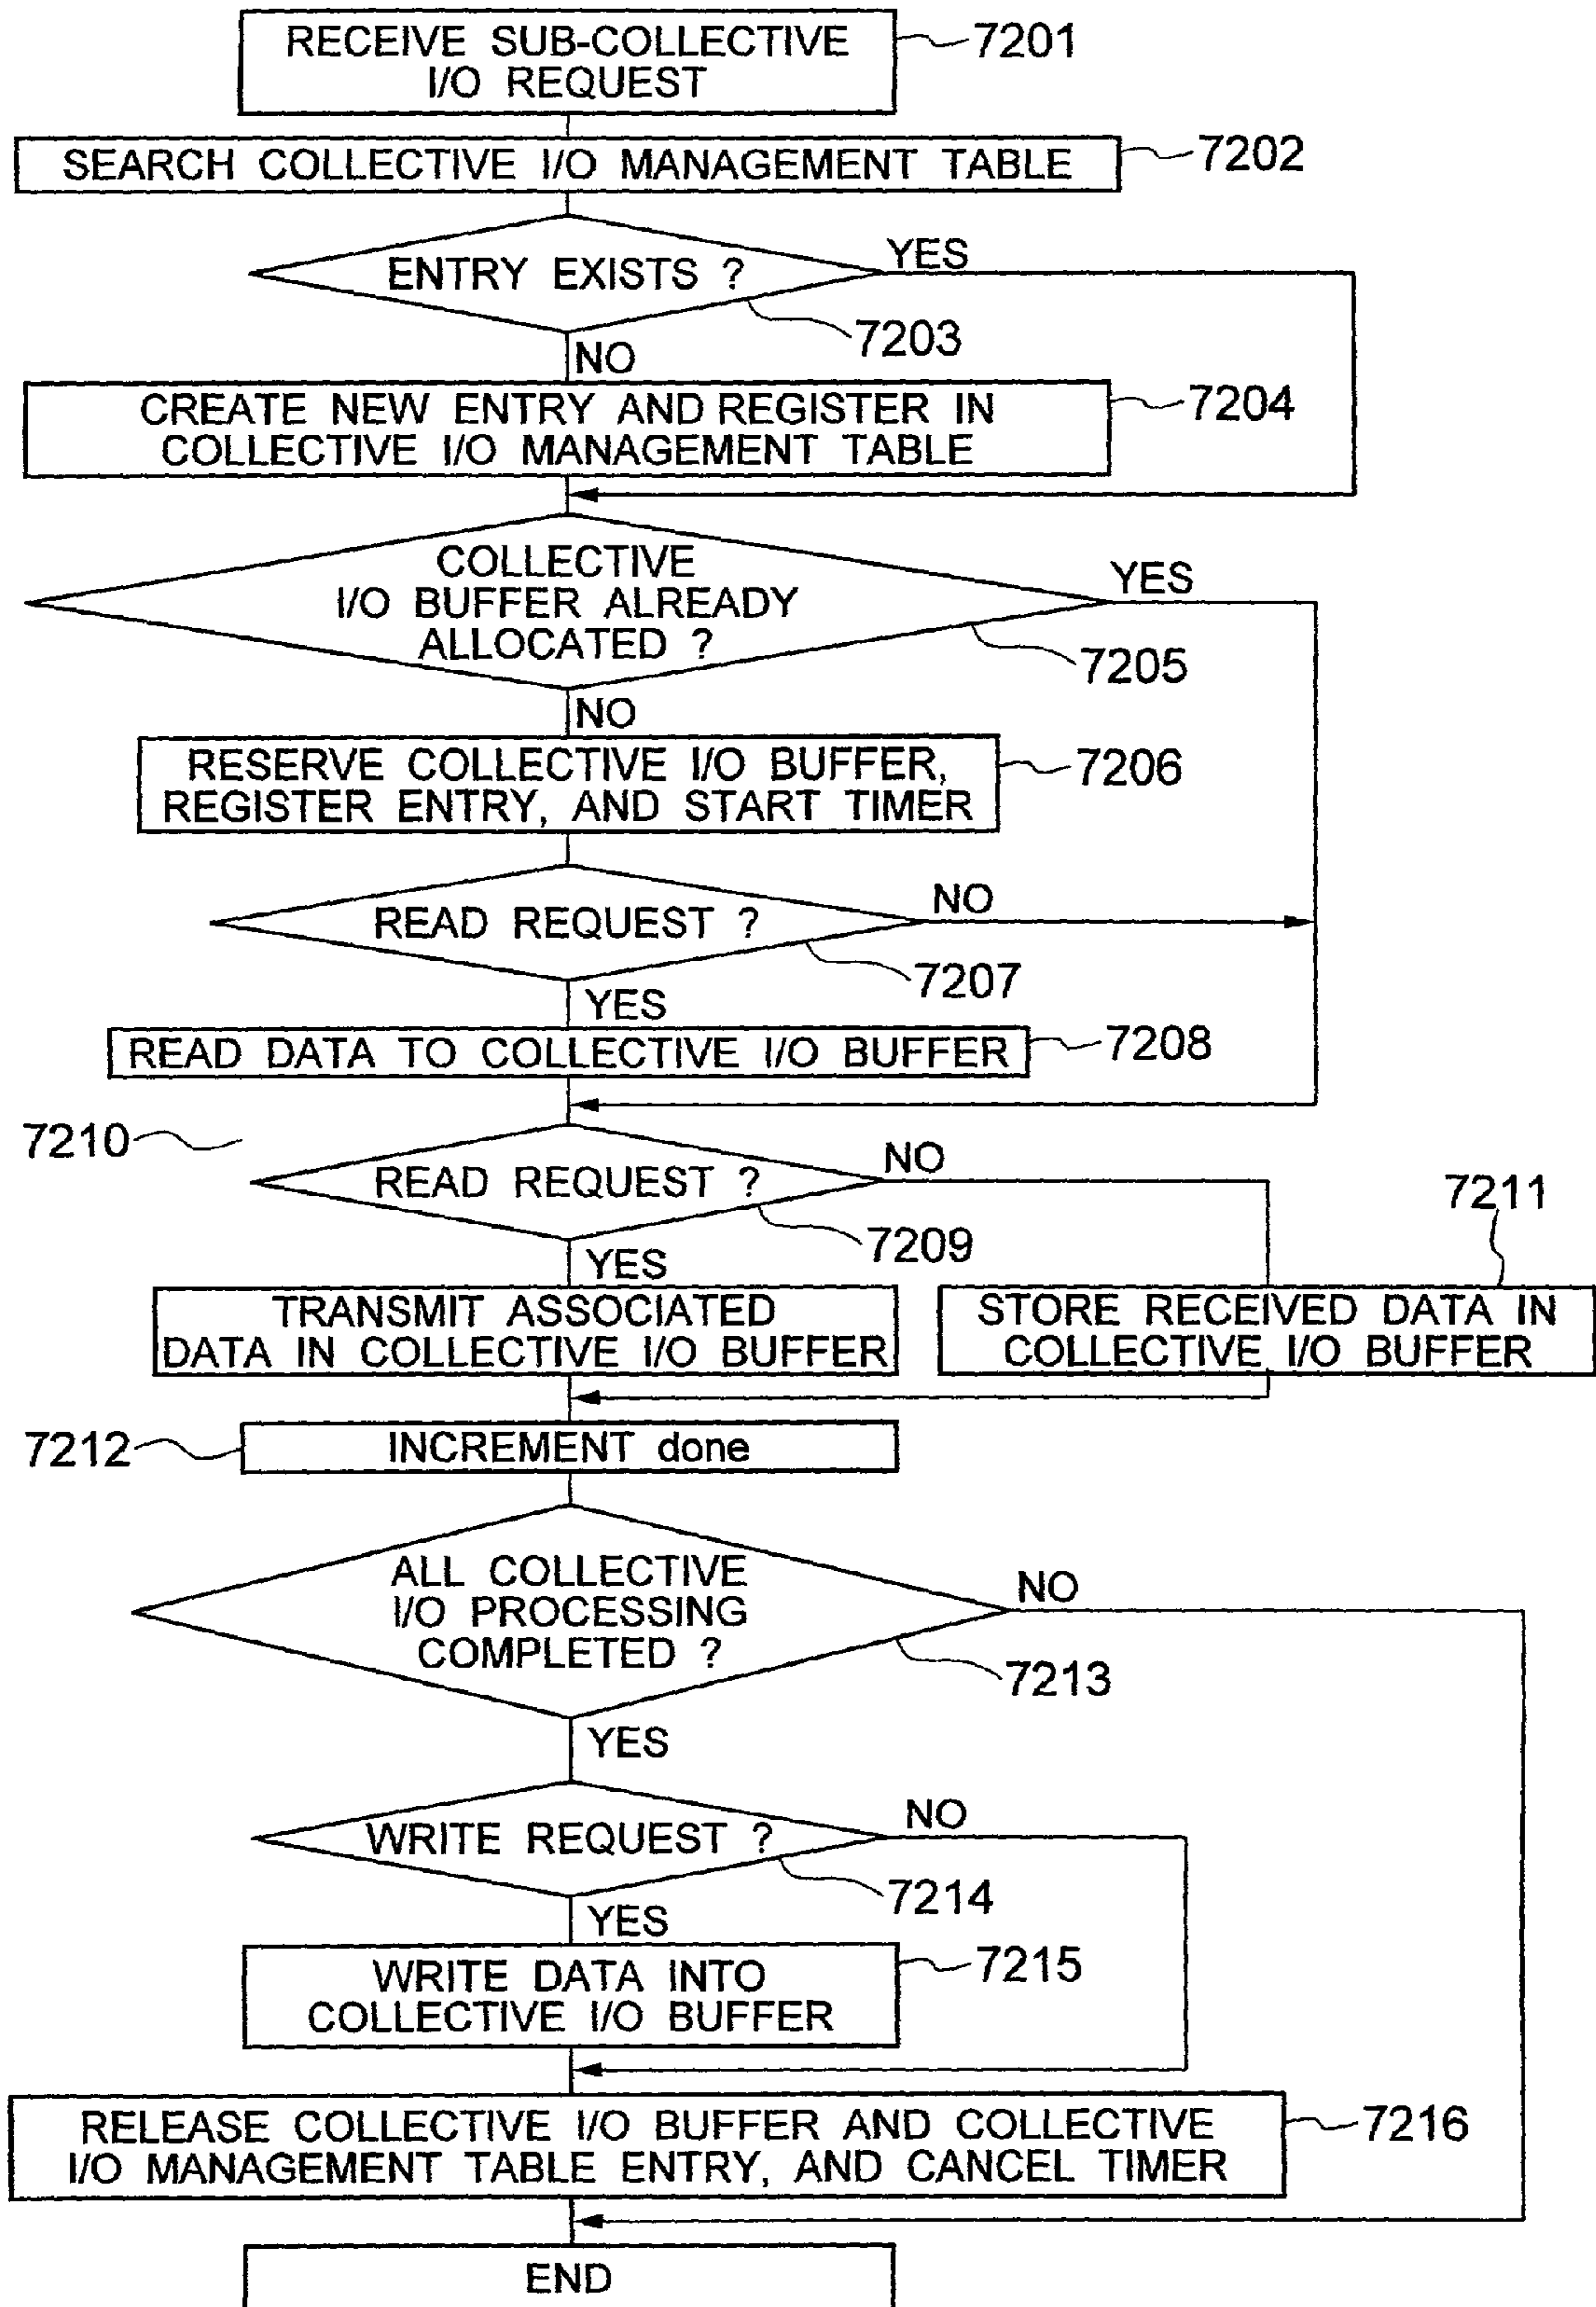 RECEIVE SUB-COLLECTIVE
I/O REQUEST
7201
SEARCH COLLECTIVE I/O MANAGEMENT TABLE
7202
ENTRY EXISTS ?
YES
7203
NO
CREATE NEW ENTRY AND REGISTER IN
COLLECTIVE I/O MANAGEMENT TABLE
7204
COLLECTIVE
I/O BUFFER ALREADY
ALLOCATED ?
YES
7205
NO
RESERVE COLLECTIVE I/O BUFFER,
REGISTER ENTRY, AND START TIMER
7206
READ REQUEST ?
NO
7207
YES
READ DATA TO COLLECTIVE I/O BUFFER
7208
7210
READ REQUEST ?
NO
7209
7211
YES
TRANSMIT ASSOCIATED
DATA IN COLLECTIVE I/O BUFFER
STORE RECEIVED DATA IN
COLLECTIVE I/O BUFFER
7212
INCREMENT done
ALL COLLECTIVE
I/O PROCESSING
COMPLETED ?
NO
7213
YES
WRITE REQUEST ?
NO
7214
YES
WRITE DATA INTO
COLLECTIVE I/O BUFFER
7215
RELEASE COLLECTIVE I/O BUFFER AND COLLECTIVE
I/O MANAGEMENT TABLE ENTRY, AND CANCEL TIMER
7216
END